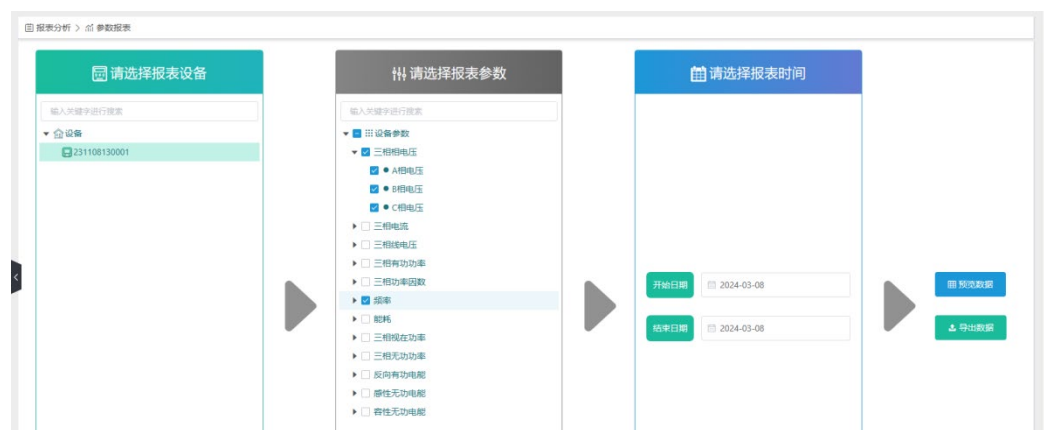 报表分析 > 参数报表
请选择报表设备
输入关键字进行搜索
设备
231108130001
请选择报表参数
输入关键字进行搜索
设备参数
三相相电压
A相电压
B相电压
C相电压
三相电流
三相线电压
三相有功功率
三相功率因数
频率
能耗
三相视在功率
三相无功功率
反向有功电能
感性无功电能
容性无功电能
请选择报表时间
开始日期 2024-03-08
结束日期 2024-03-08
预览数据
导出数据